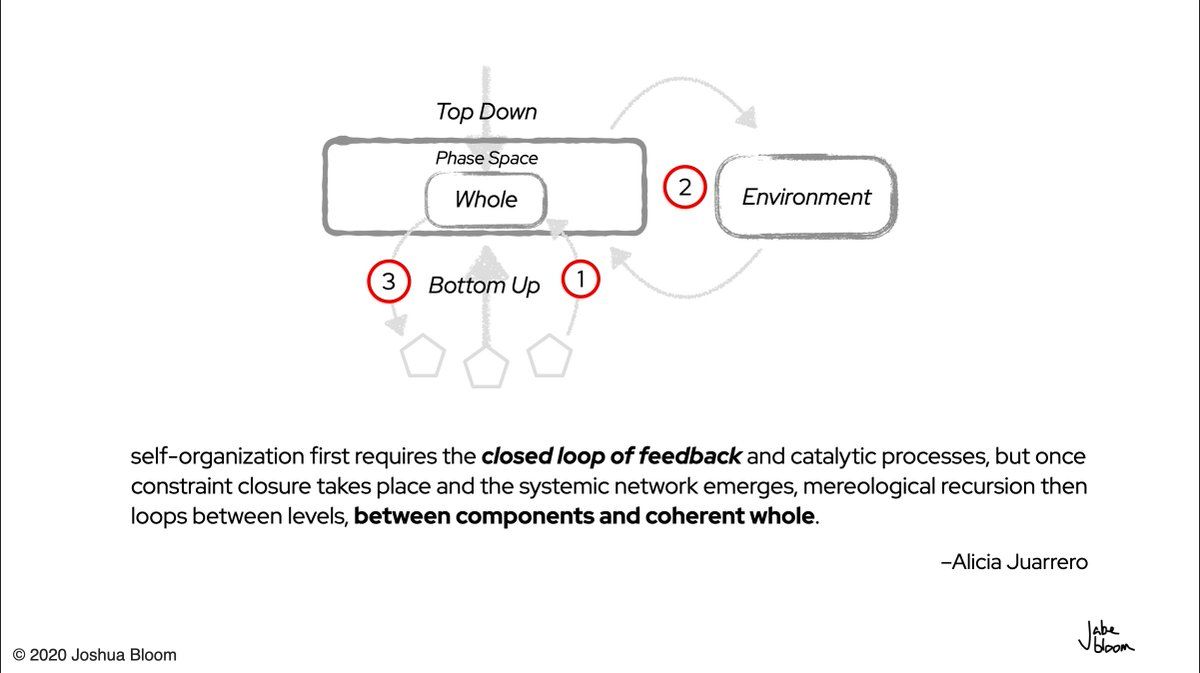 Top Down
Phase Space
Whole
2
Environment
3
Bottom Up
1
self-organization first requires the closed loop of feedback and catalytic processes, but once
constraint closure takes place and the systemic network emerges, mereological recursion then
loops between levels, between components and coherent whole.
–Alicia Juarrero
Jabe
bloom
© 2020 Joshua Bloom